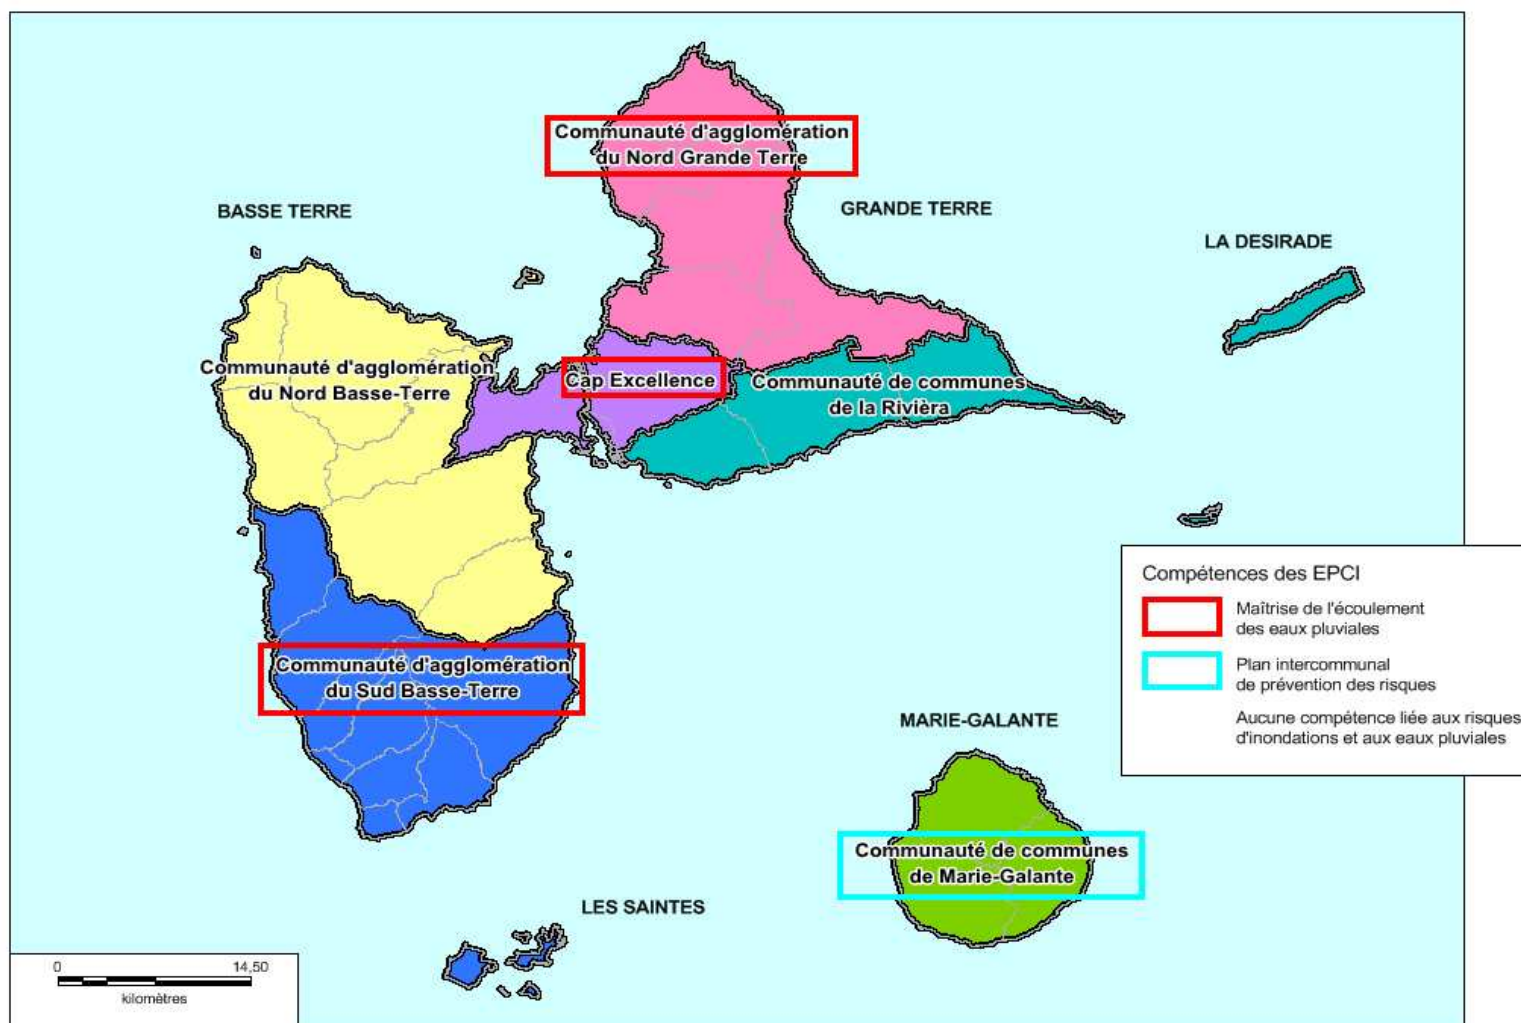 Communauté d'agglomération
du Nord Grande Terre
BASSE TERRE
GRANDE TERRE
LA DESIRADE
Communauté d'agglomération
du Nord Basse-Terre
Cap Excellence
Communauté de communes
de la Rivièra
Compétences des EPCI
Maîtrise de l'écoulement
des eaux pluviales
Plan intercommunal
de prévention des risques
Aucune compétence liée aux risques
d'inondations et aux eaux pluviales
Communauté d'agglomération
du Sud Basse-Terre
MARIE-GALANTE
Communauté de communes
de Marie-Galante
LES SAINTES
0 14,50
kilomètres